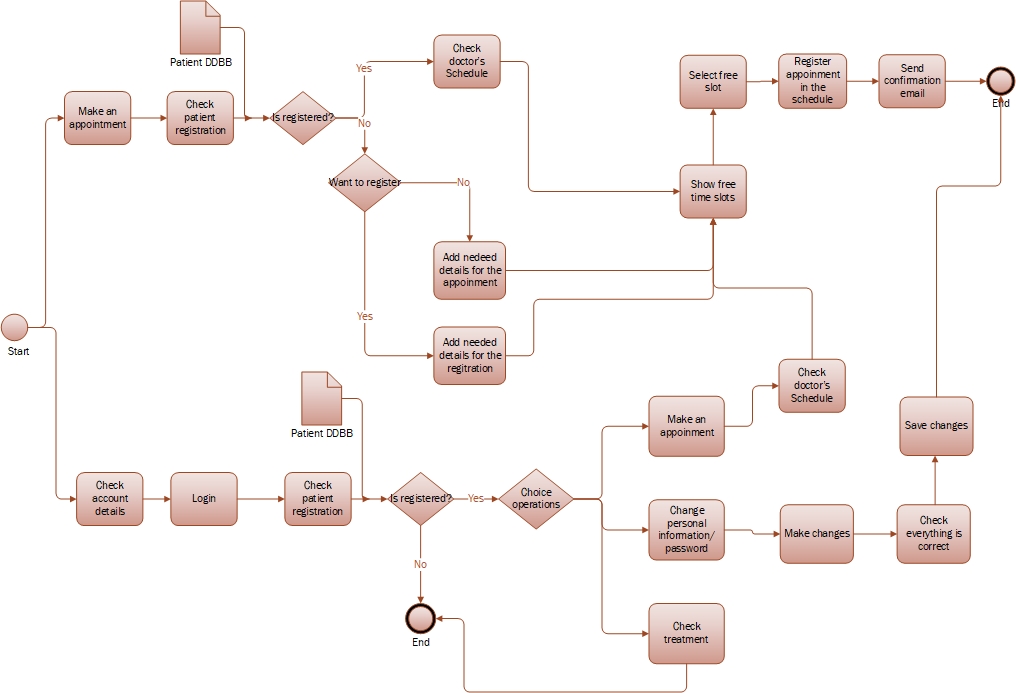 Patient DDBB
Make an
appointment
Check
patient
registration
Is registered?
Yes
No
Check
doctor's
Schedule
Want to register
No
Yes
Add nedeed
details for the
appoinment
Add needed
details for the
regitration
Select free
slot
Register
appoinment
in the
schedule
Send
confirmation
email
End
Show free
time slots
Start
Check
account
details
Login
Patient DDBB
Check
patient
registration
Is registered?
Yes
No
End
Choice
operations
Make an
appoinment
Check
doctor's
Schedule
Change
personal
information/
password
Make changes
Check
everything is
correct
Save changes
Check
treatment